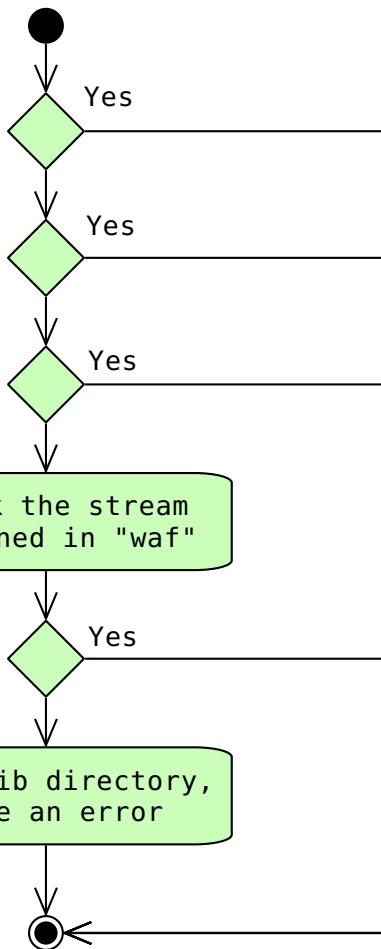 Yes
Yes
Yes
the stream
ned in "waf"
Yes
ib directory,
e an error